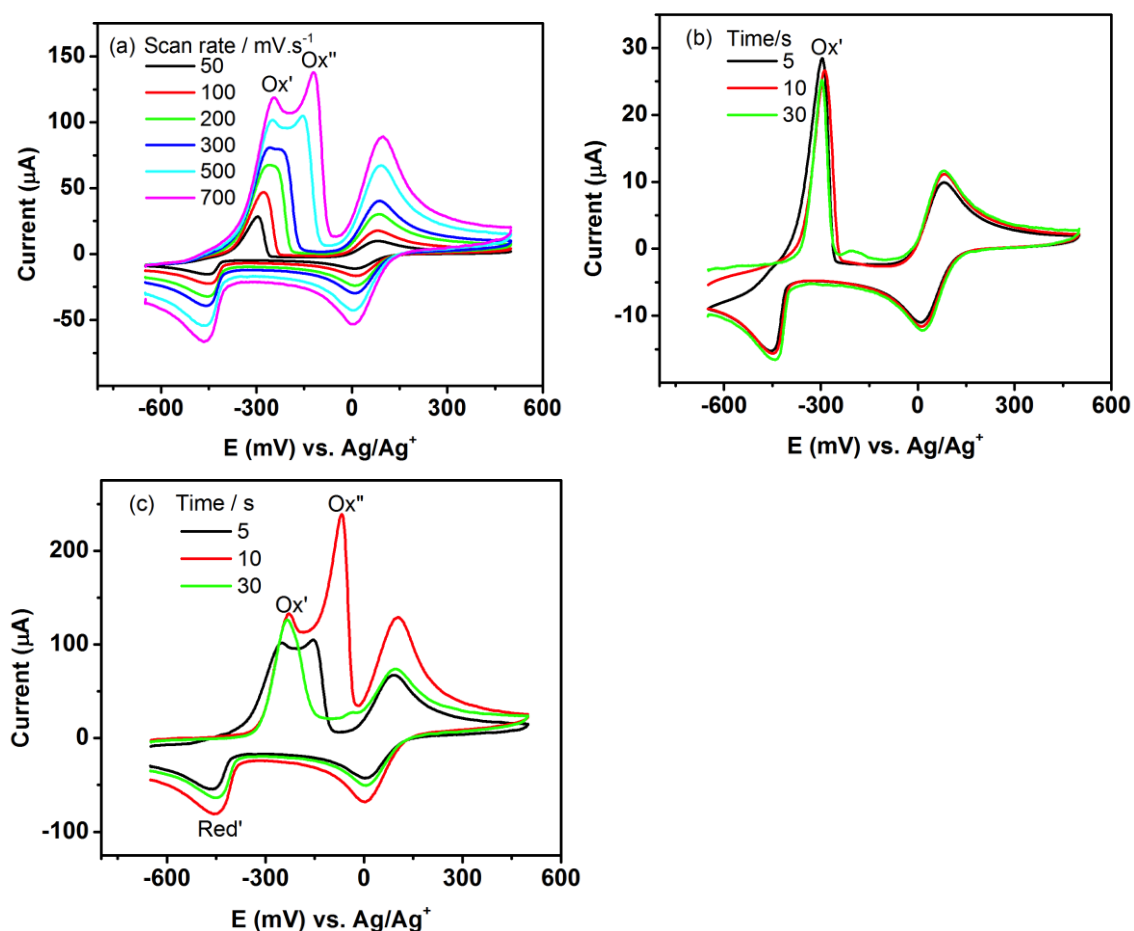 (a) Scan rate / mV.s⁻¹
50
100
200
300
500
700
Ox'
Ox''
150
100
50
0
-50
Current (µA)
-600 -300 0 300 600
E (mV) vs. Ag/Ag⁺
(b) Time/s
5
10
30
Ox'
30
20
10
0
-10
Current (µA)
-600 -300 0 300 600
E (mV) vs. Ag/Ag⁺
(c) Time / s
5
10
30
Ox''
Ox'
Red'
200
100
0
-100
Current (µA)
-600 -300 0 300 600
E (mV) vs. Ag/Ag⁺